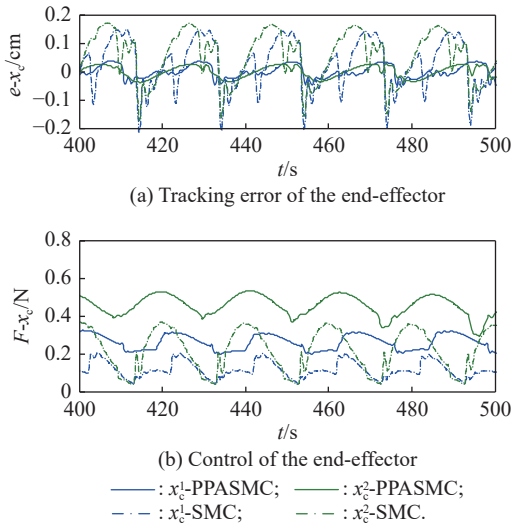 0.2
0.1
0
−0.1
−0.2
e-x_c/cm
400 420 440 460 480 500
t/s
(a) Tracking error of the end-effector
0.8
0.6
0.4
0.2
0
F-x_c/N
400 420 440 460 480 500
t/s
(b) Control of the end-effector
: x_c^1-PPASMC; : x_c^2-PPASMC;
: x_c^1-SMC; : x_c^2-SMC.